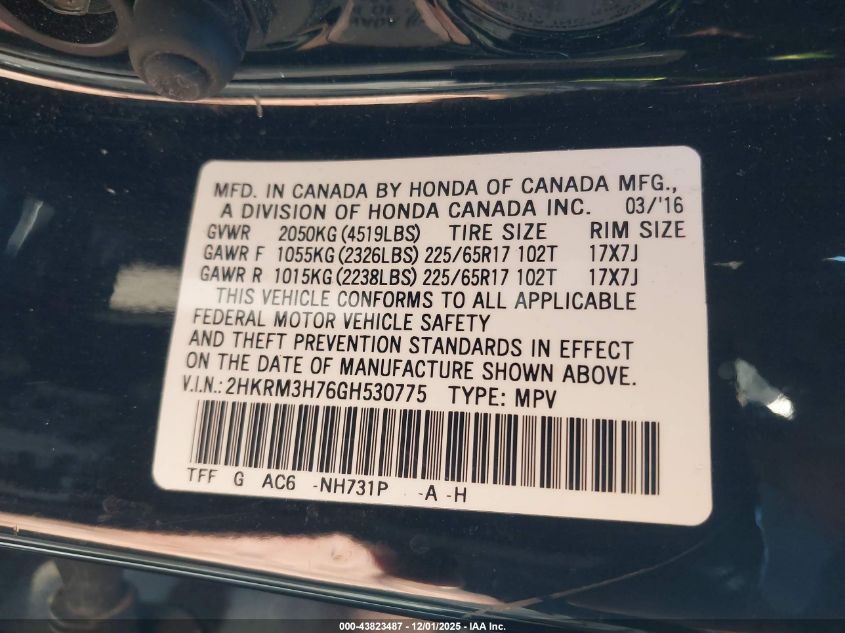 MFD. IN CANADA BY HONDA OF CANADA MFG.,
A DIVISION OF HONDA CANADA INC. 03/'16
GVWR 2050KG (4519LBS) TIRE SIZE RIM SIZE
GAWR F 1055KG (2326LBS) 225/65R17 102T 17X7J
GAWR R 1015KG (2238LBS) 225/65R17 102T 17X7J
THIS VEHICLE CONFORMS TO ALL APPLICABLE
FEDERAL MOTOR VEHICLE SAFETY
AND THEFT PREVENTION STANDARDS IN EFFECT
ON THE DATE OF MANUFACTURE SHOWN ABOVE.
V.I.N.: 2HKRM3H76GH530775 TYPE: MPV
TFF G AC6 -NH731P -A -H
000-43823487 - 12/01/2025 - IAA Inc.